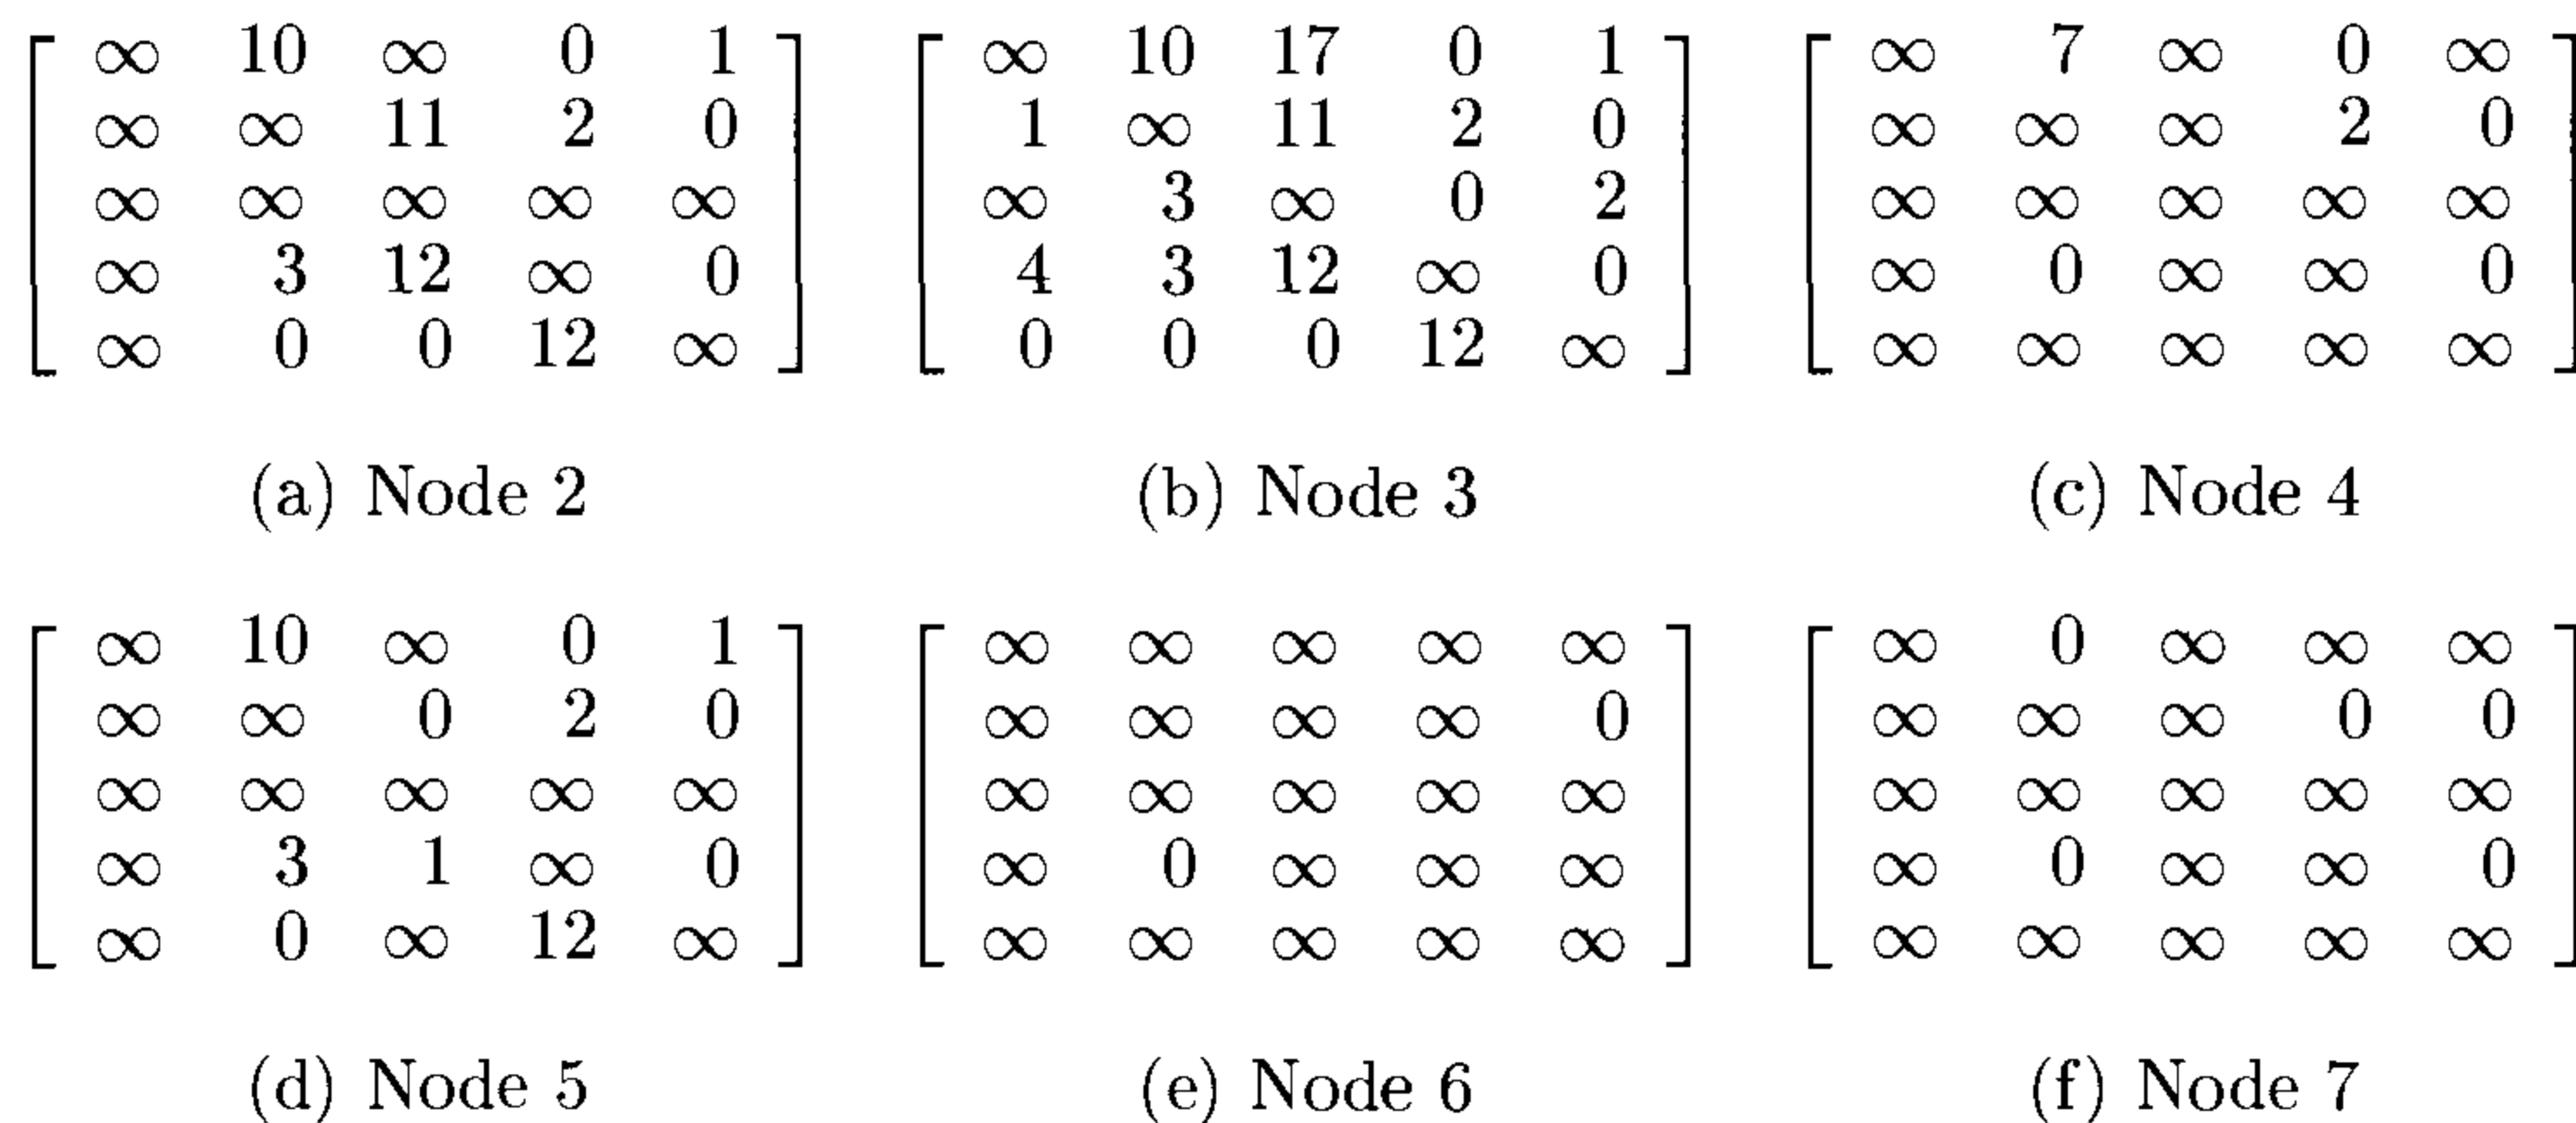 ∞ 10 ∞ 0 1
∞ ∞ 11 2 0
∞ ∞ ∞ ∞ ∞
∞ 3 12 ∞ 0
∞ 0 0 12 ∞
(a) Node 2
∞ 10 17 0 1
1 ∞ 11 2 0
∞ 3 ∞ 0 2
4 3 12 ∞ 0
0 0 0 12 ∞
(b) Node 3
∞ 7 ∞ 0 ∞
∞ ∞ ∞ 2 0
∞ ∞ ∞ ∞ ∞
∞ 0 ∞ ∞ 0
∞ ∞ ∞ ∞ ∞
(c) Node 4
∞ 10 ∞ 0 1
∞ ∞ 0 2 0
∞ ∞ ∞ ∞ ∞
∞ 3 1 ∞ 0
∞ 0 ∞ 12 ∞
(d) Node 5
∞ ∞ ∞ ∞ ∞
∞ ∞ ∞ ∞ 0
∞ ∞ ∞ ∞ ∞
∞ 0 ∞ ∞ ∞
∞ ∞ ∞ ∞ ∞
(e) Node 6
∞ 0 ∞ ∞ ∞
∞ ∞ ∞ 0 0
∞ ∞ ∞ ∞ ∞
∞ 0 ∞ ∞ 0
∞ ∞ ∞ ∞ ∞
(f) Node 7